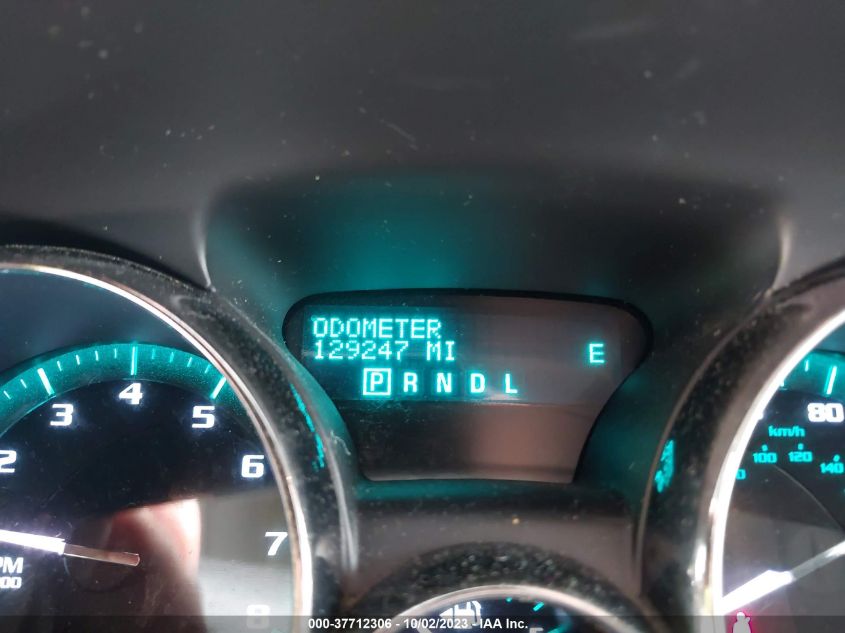 ODOMETER
129247 MI
E
P R N D L
2 3 4 5 6 7 8
80
km/h
100 120 140
000-37712306 - 10/02/2023 - IAA Inc.